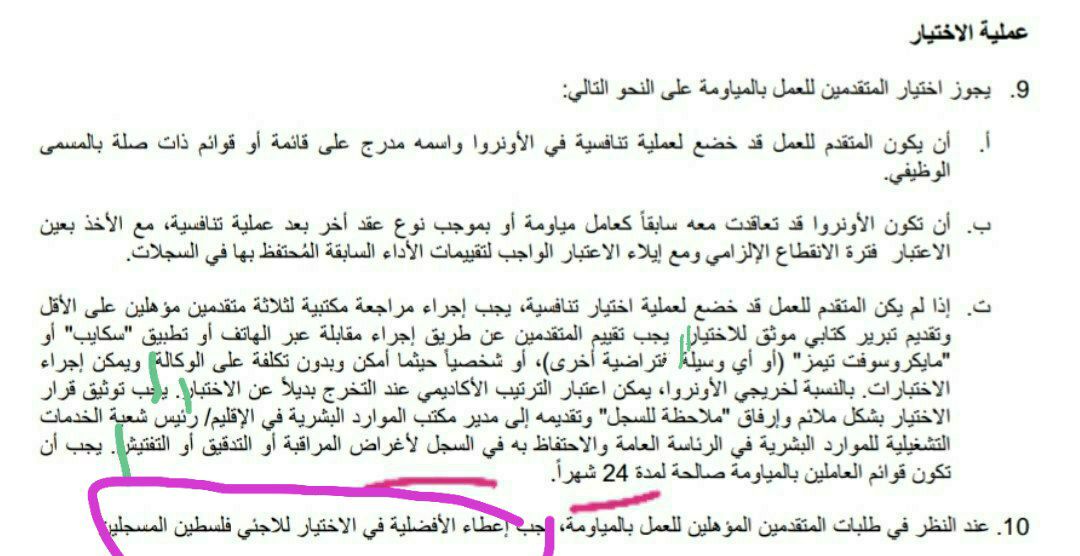 عملية الاختيار
9. يجوز اختيار المتقدمين للعمل بالمياومة على النحو التالي:
أ. أن يكون المتقدم للعمل قد خضع لعملية تنافسية في الأونروا واسمه مدرج على قائمة أو قوائم ذات صلة بالمسمى
الوظيفي.
ب. أن تكون الأونروا قد تعاقدت معه سابقاً كعامل مياومة أو بموجب نوع عقد أخر بعد عملية تنافسية، مع الأخذ بعين
الاعتبار فترة الانقطاع الإلزامي ومع إيلاء الاعتبار الواجب لتقييمات الأداء السابقة المُحتفظ بها في السجلات.
ت. إذا لم يكن المتقدم للعمل قد خضع لعملية اختيار تنافسية، يجب إجراء مراجعة مكتبية لثلاثة متقدمين مؤهلين على الأقل
وتقديم تبرير كتابي موثق للاختيار. يجب تقييم المتقدمين عن طريق إجراء مقابلة عبر الهاتف أو تطبيق "سكايب" أو
"مايكروسوفت تيمز" (أو أي وسيلة افتراضية أخرى)، أو شخصياً حيثما أمكن وبدون تكلفة على الوكالة. ويمكن إجراء
الاختبارات. بالنسبة لخريجي الأونروا، يمكن اعتبار الترتيب الأكاديمي عند التخرج بديلاً عن الاختبار. يجب توثيق قرار
الاختيار بشكل ملائم وإرفاق "ملاحظة للسجل" وتقديمه إلى مدير مكتب الموارد البشرية في الإقليم/ رئيس شعبة الخدمات
التشغيلية للموارد البشرية في الرئاسة العامة والاحتفاظ به في السجل لأغراض المراقبة أو التدقيق أو التفتيش. يجب أن
تكون قوائم العاملين بالمياومة صالحة لمدة 24 شهراً.
10. عند النظر في طلبات المتقدمين المؤهلين للعمل بالمياومة، يجب إعطاء الأفضلية في الاختيار للاجئي فلسطين المسجلين